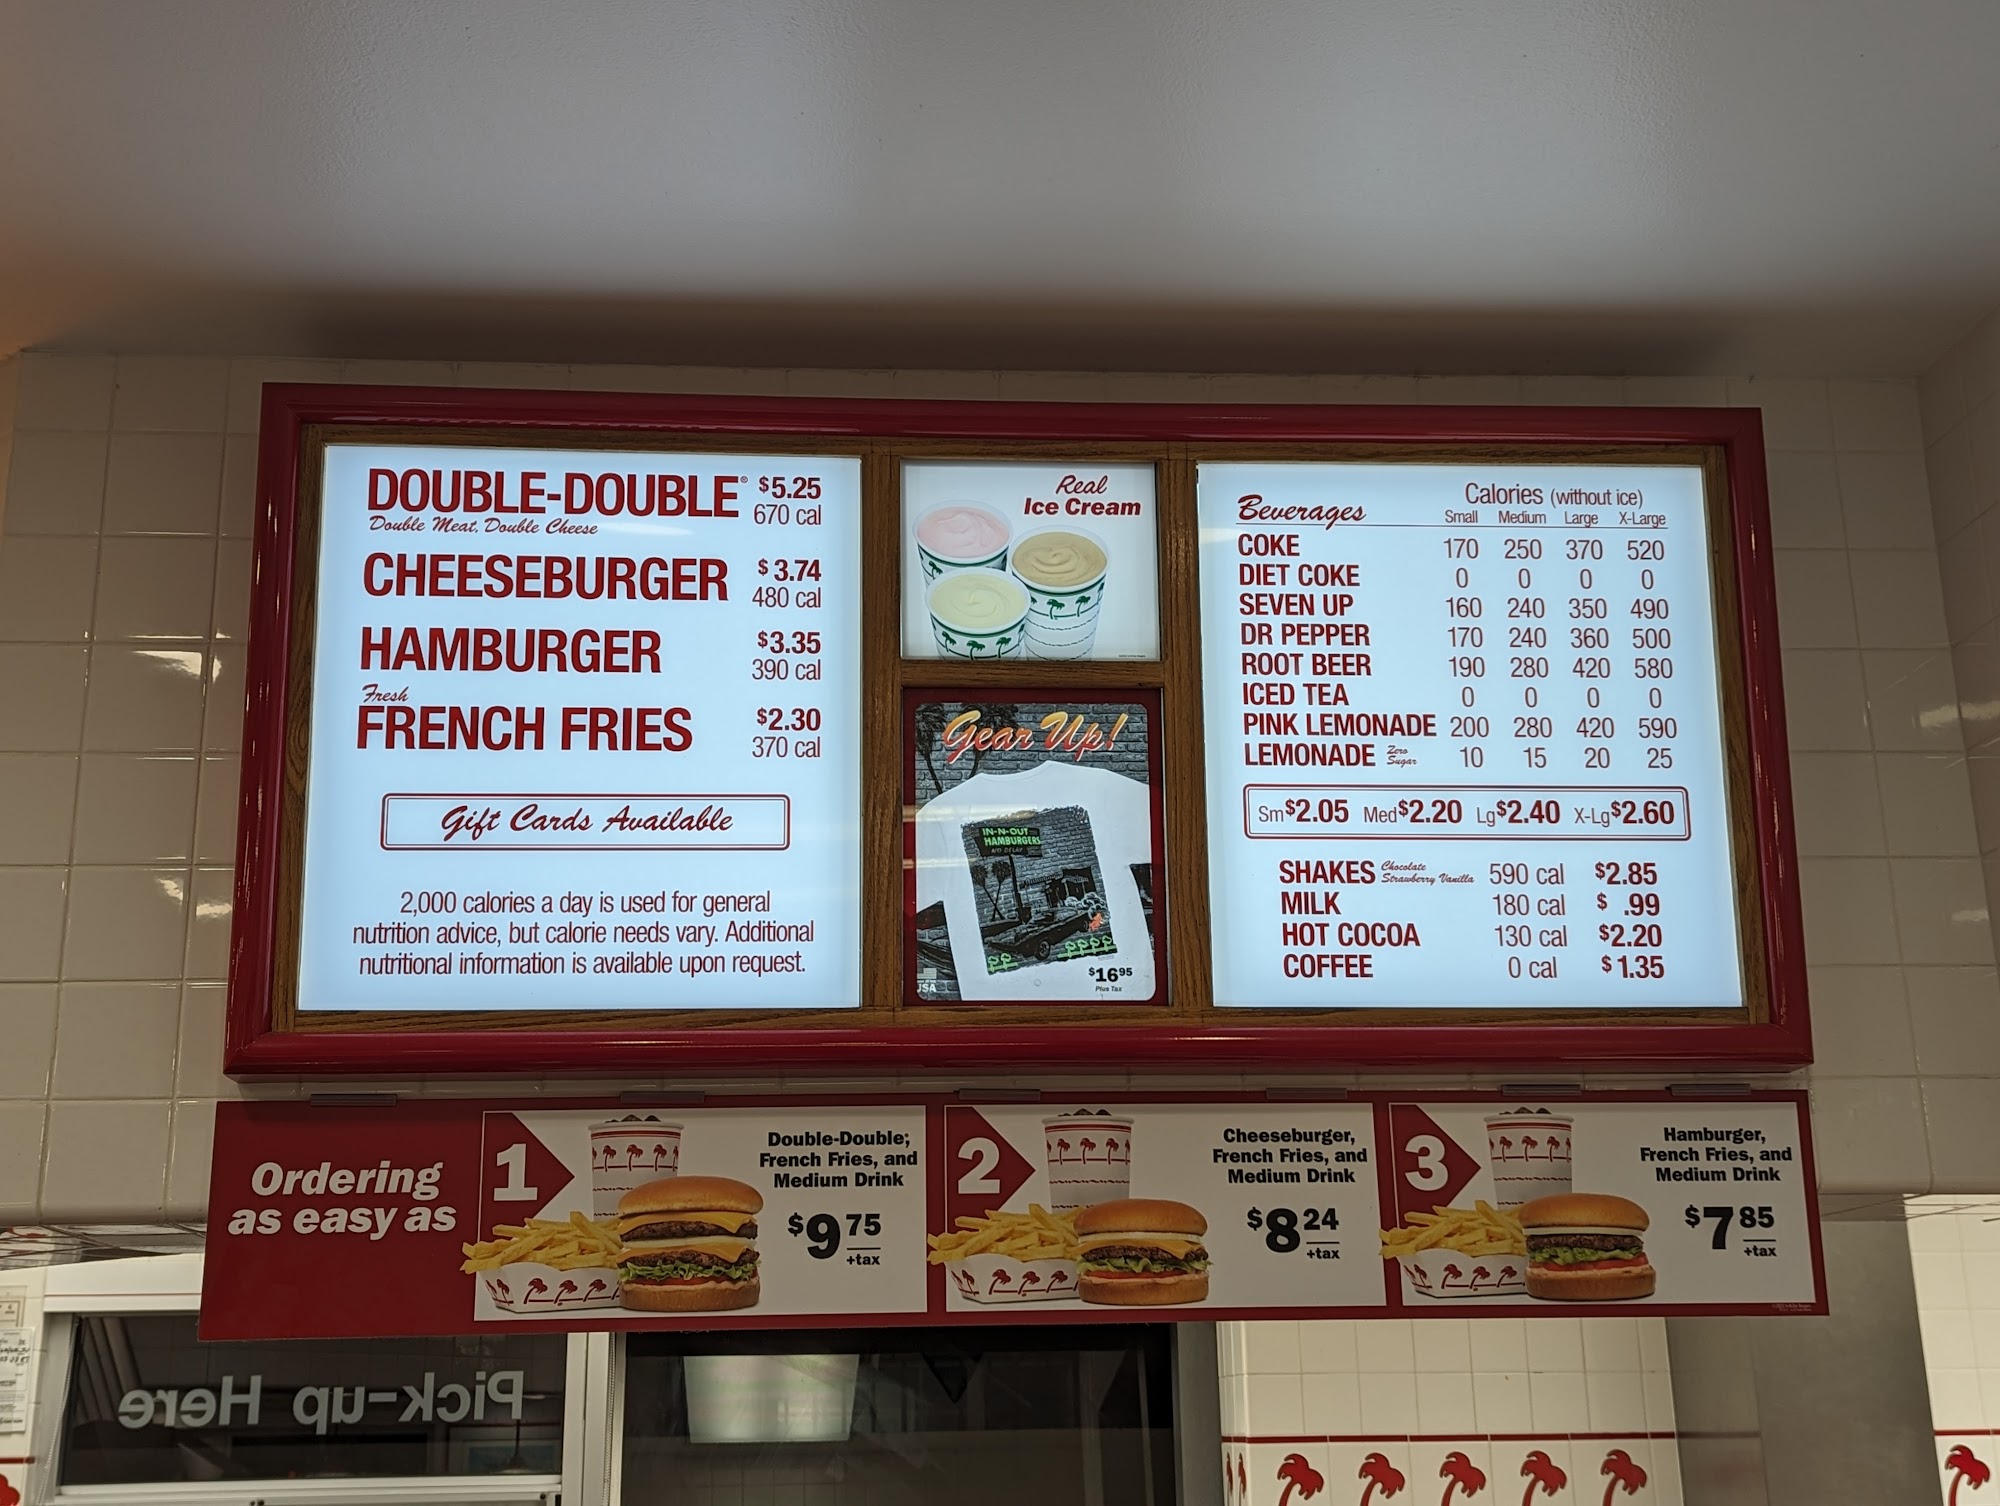 DOUBLE-DOUBLE® $5.25
Double Meat, Double Cheese 670 cal
CHEESEBURGER $3.74
480 cal
HAMBURGER $3.35
390 cal
Fresh
FRENCH FRIES $2.30
370 cal
Gift Cards Available
2,000 calories a day is used for general
nutrition advice, but calorie needs vary. Additional
nutritional information is available upon request.
Real
Ice Cream
Gear Up!
IN-N-OUT
HAMBURGERS
NO DELAY
$1695
Plus Tax
USA
Calories (without ice)
Beverages Small Medium Large X-Large
COKE 170 250 370 520
DIET COKE 0 0 0 0
SEVEN UP 160 240 350 490
DR PEPPER 170 240 360 500
ROOT BEER 190 280 420 580
ICED TEA 0 0 0 0
PINK LEMONADE 200 280 420 590
LEMONADE Zero Sugar 10 15 20 25
Sm $2.05 Med $2.20 Lg $2.40 X-Lg $2.60
SHAKES Chocolate Strawberry Vanilla 590 cal $2.85
MILK 180 cal $ .99
HOT COCOA 130 cal $2.20
COFFEE 0 cal $1.35
Ordering
as easy as
1
Double-Double;
French Fries, and
Medium Drink
$975
+tax
2
Cheeseburger,
French Fries, and
Medium Drink
$824
+tax
3
Hamburger,
French Fries, and
Medium Drink
$785
+tax
Pick-up Here